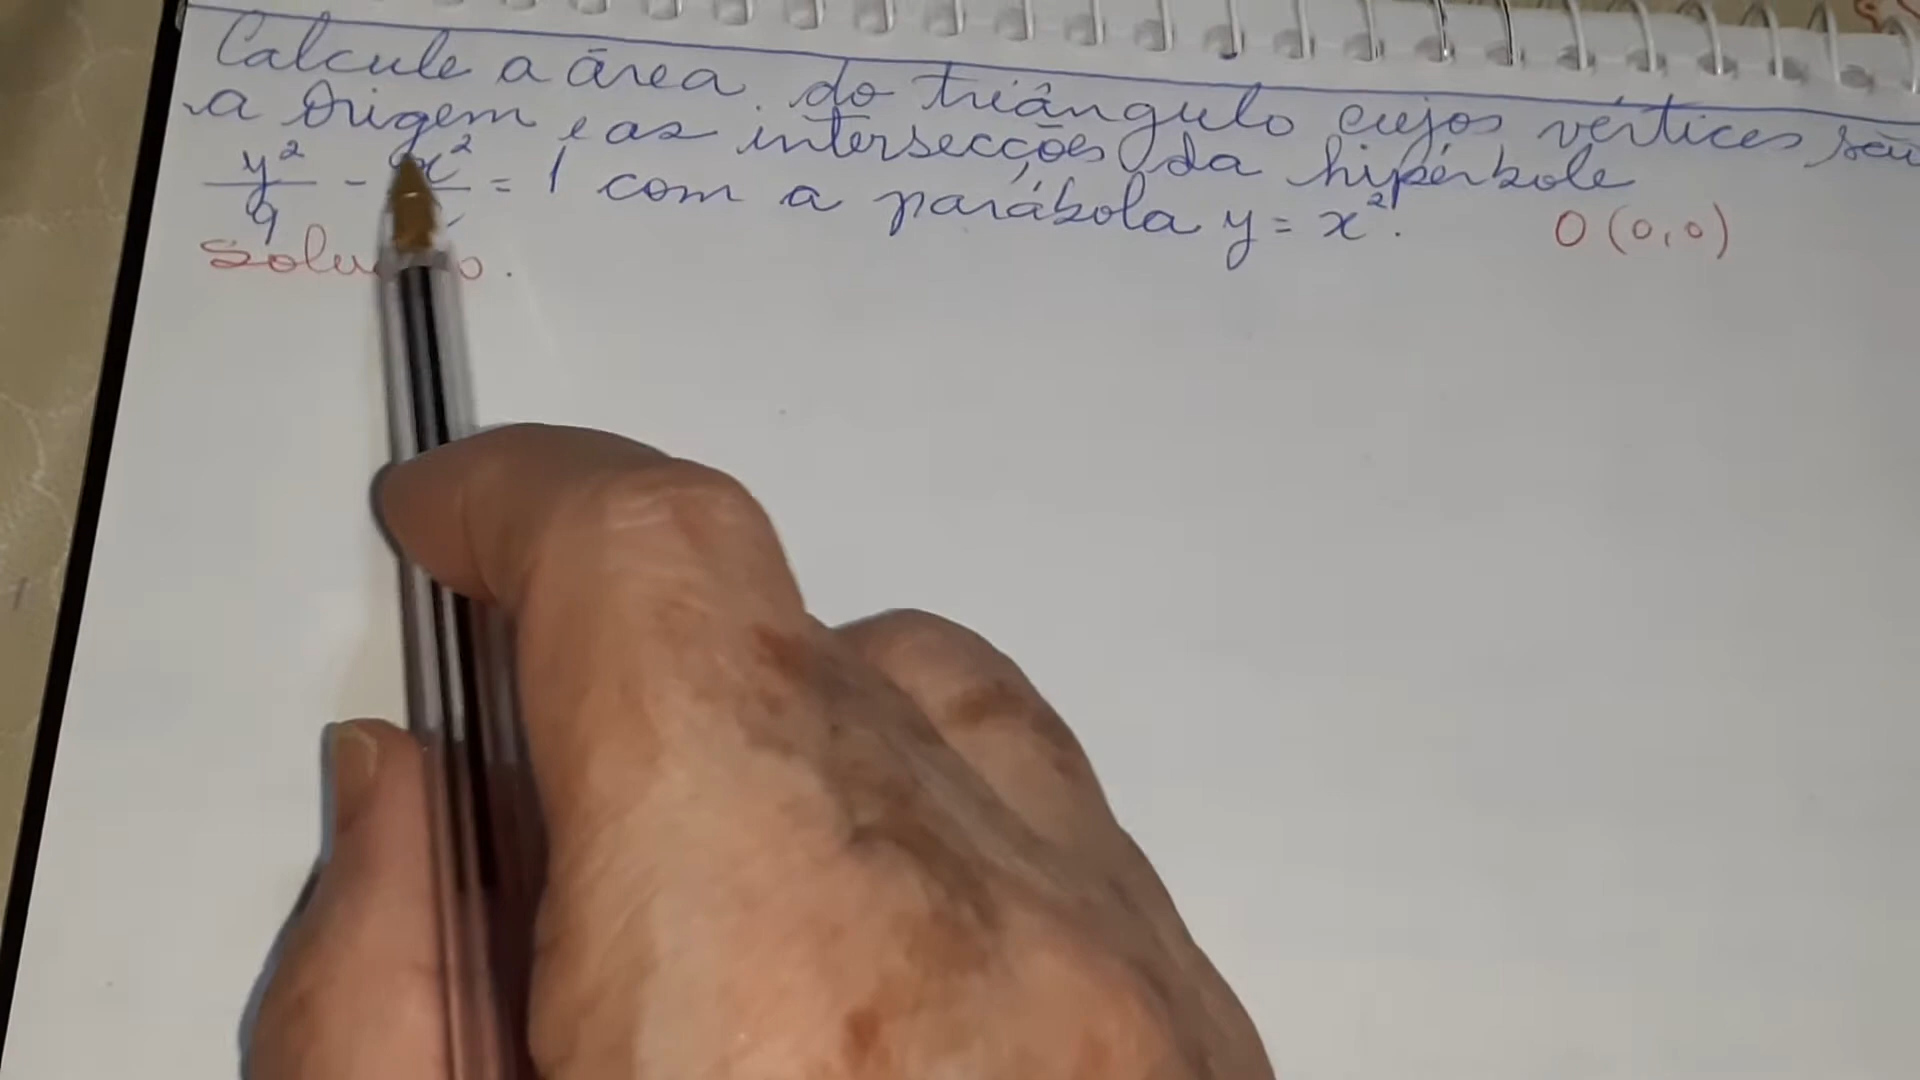 Calcule a área do triângulo cujos vértices são
a origem e as intersecções da hipérbole
y² / 9 - x² = 1 com a parábola y = x². O (0,0)
solução.